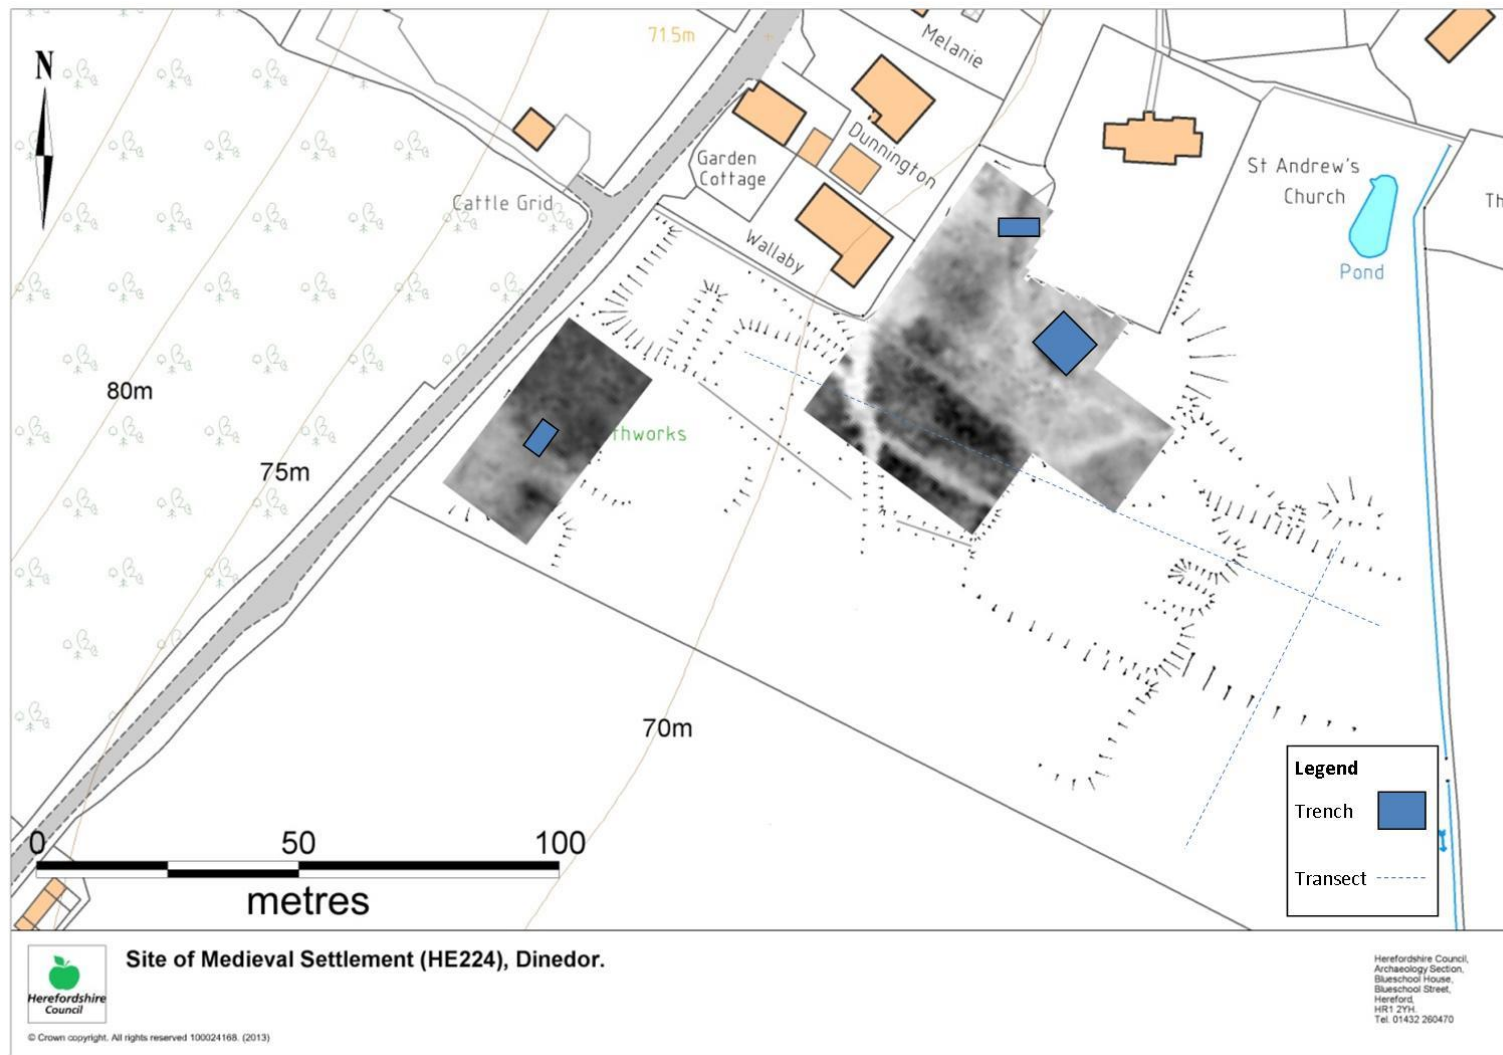 N
71.5m
Melanie
Dunnington
Garden
Cottage
Cattle Grid
Wallaby
St Andrew's
Church
Th
Pond
80m
thworks
75m
70m
Legend
Trench
Transect
0 50 100
metres
Site of Medieval Settlement (HE224), Dinedor.
Herefordshire
Council
© Crown copyright. All rights reserved 100024168. (2013)
Herefordshire Council,
Archaeology Section,
Blueschool House,
Blueschool Street,
Hereford,
HR1 2YH.
Tel. 01432 260470